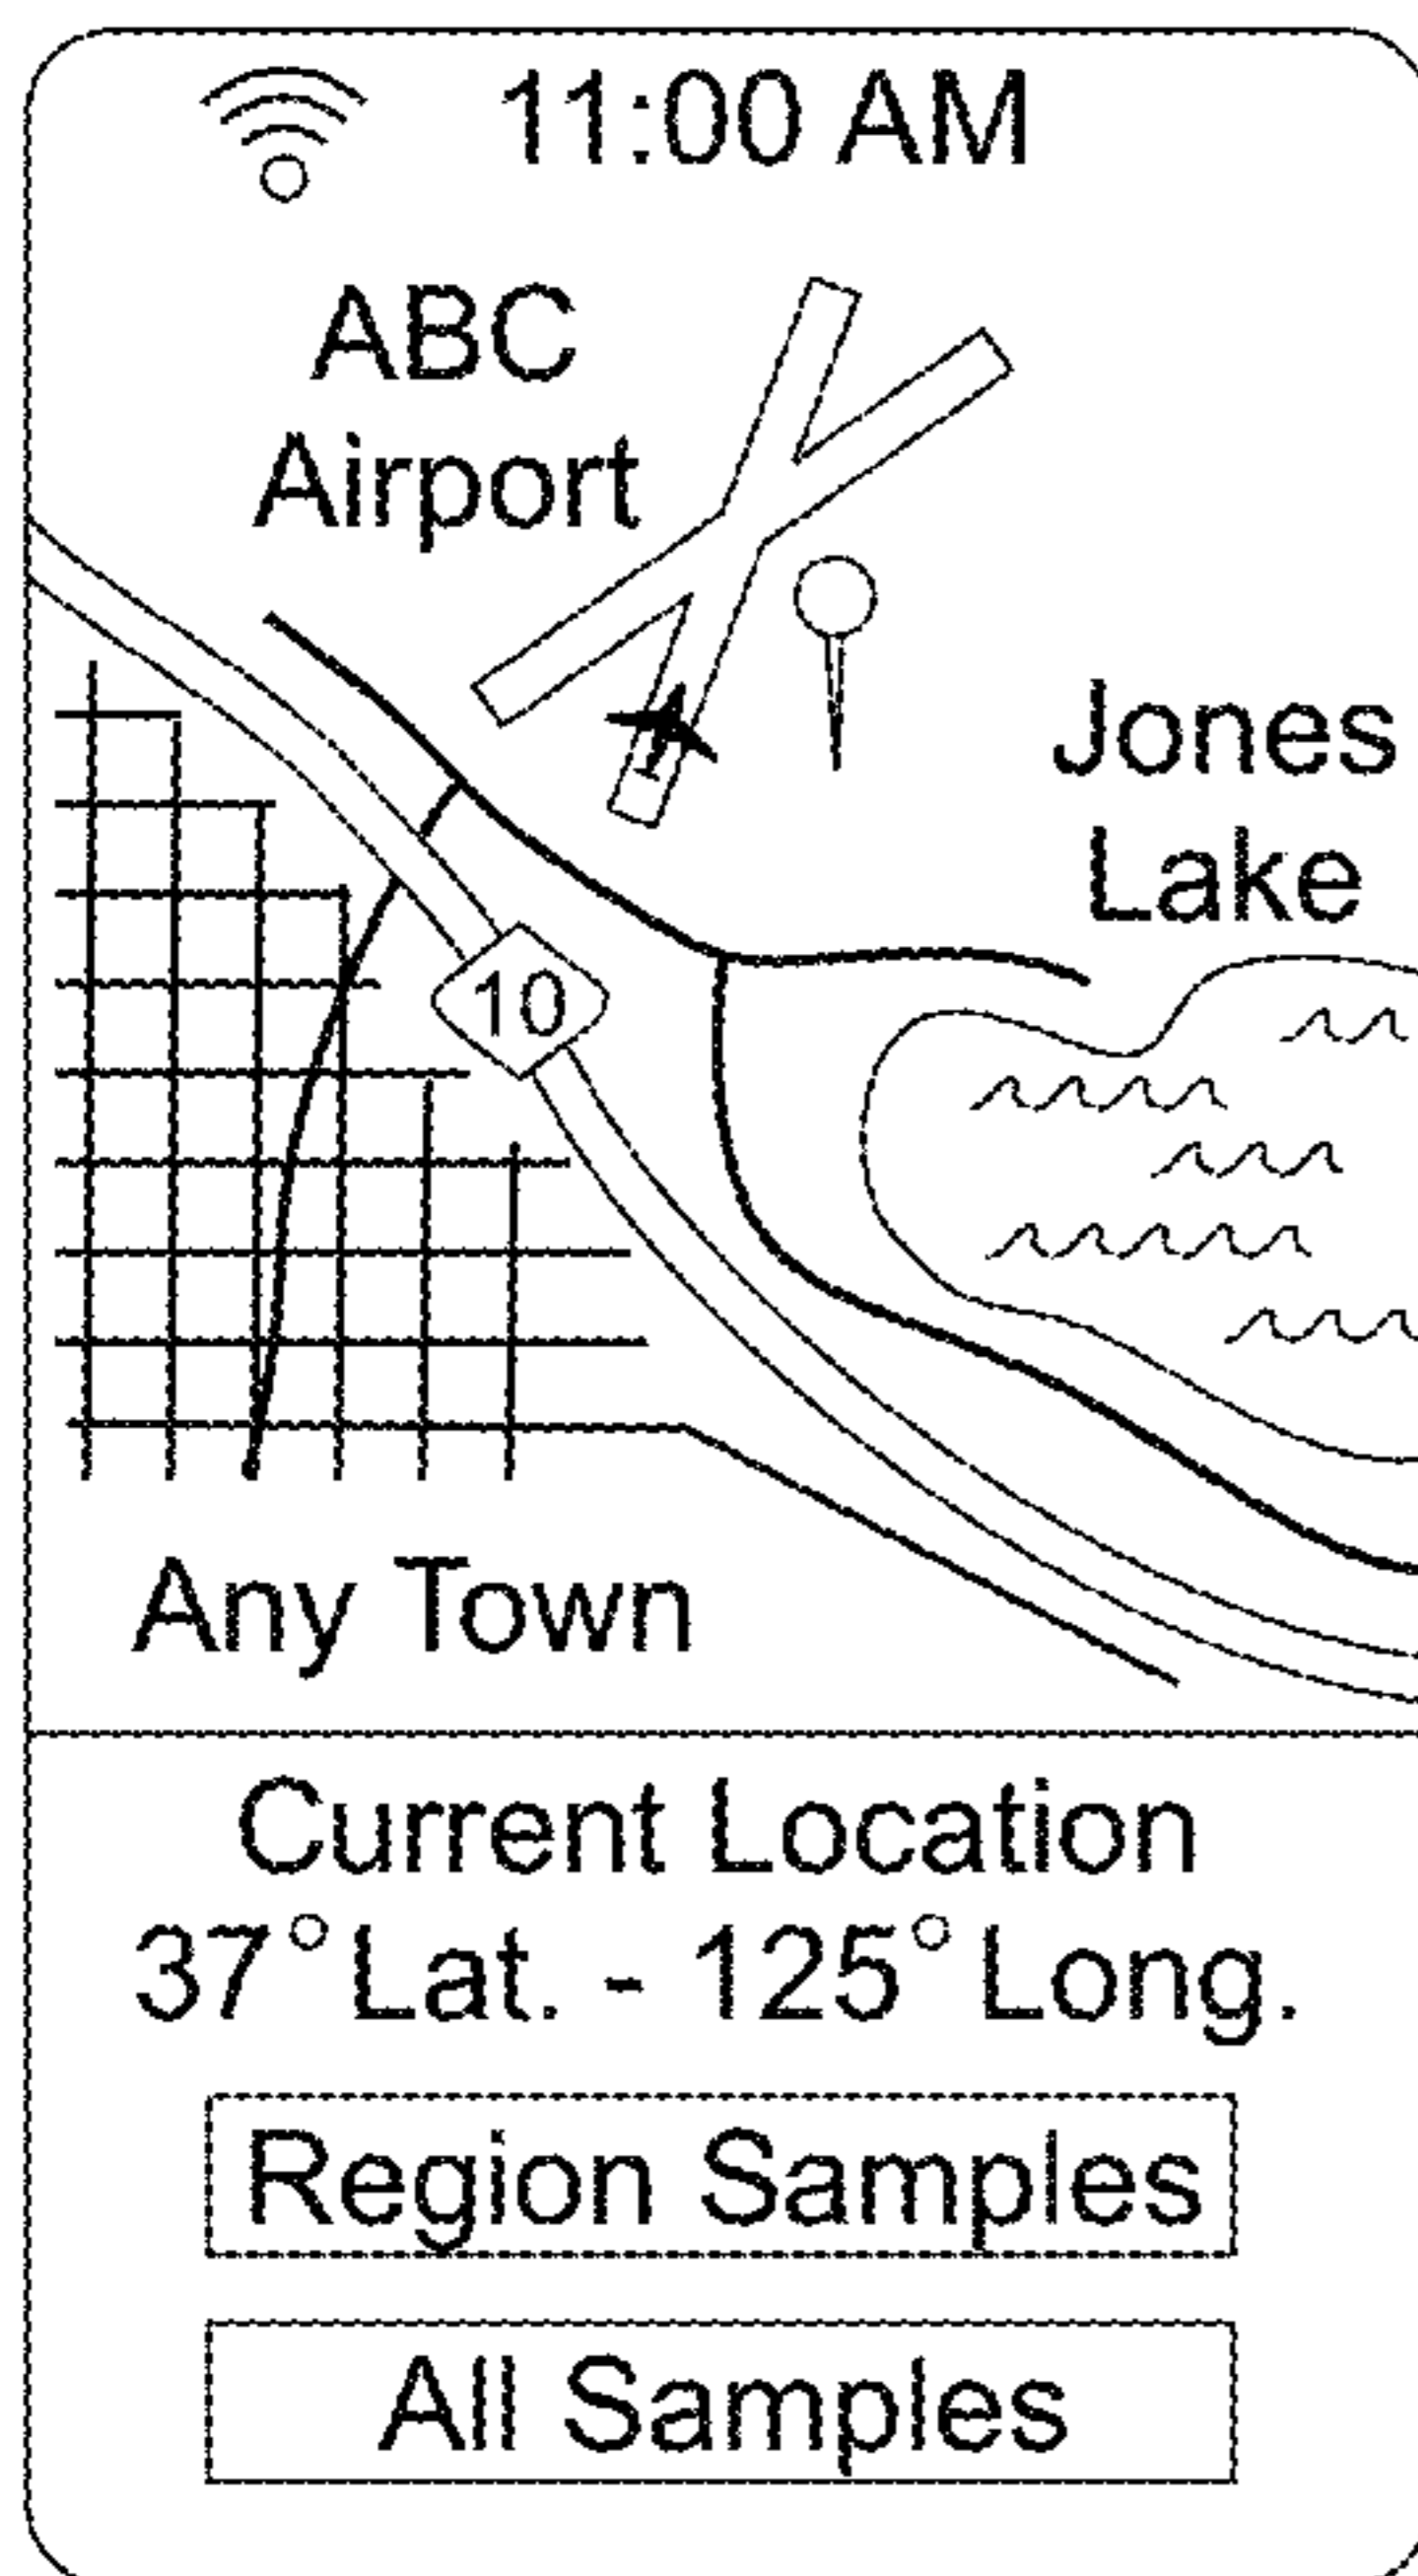 11:00 AM
ABC
Airport
Jones
Lake
10
Any Town
Current Location
37° Lat. - 125° Long.
Region Samples
All Samples